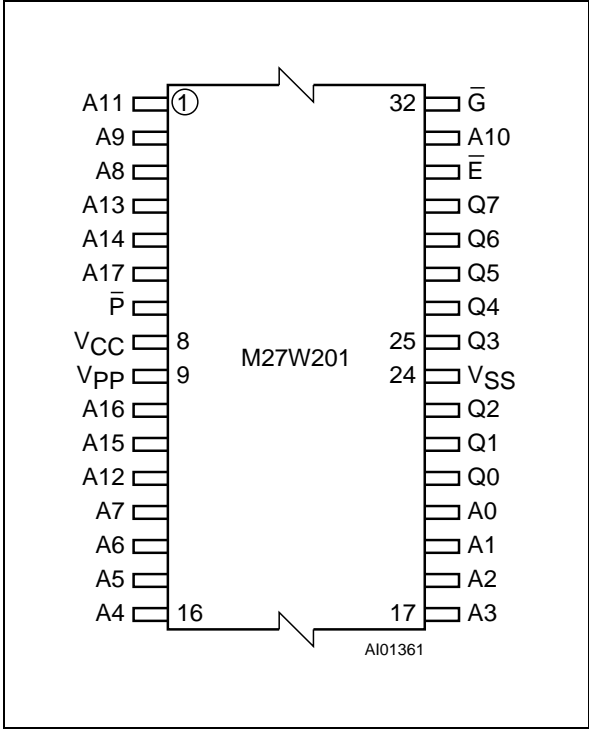 A11 ① 32 G̅
A9 A10
A8 E̅
A13 Q7
A14 Q6
A17 Q5
P̅ Q4
VCC 8 25 Q3
M27W201
VPP 9 24 VSS
A16 Q2
A15 Q1
A12 Q0
A7 A0
A6 A1
A5 A2
A4 16 17 A3
AI01361